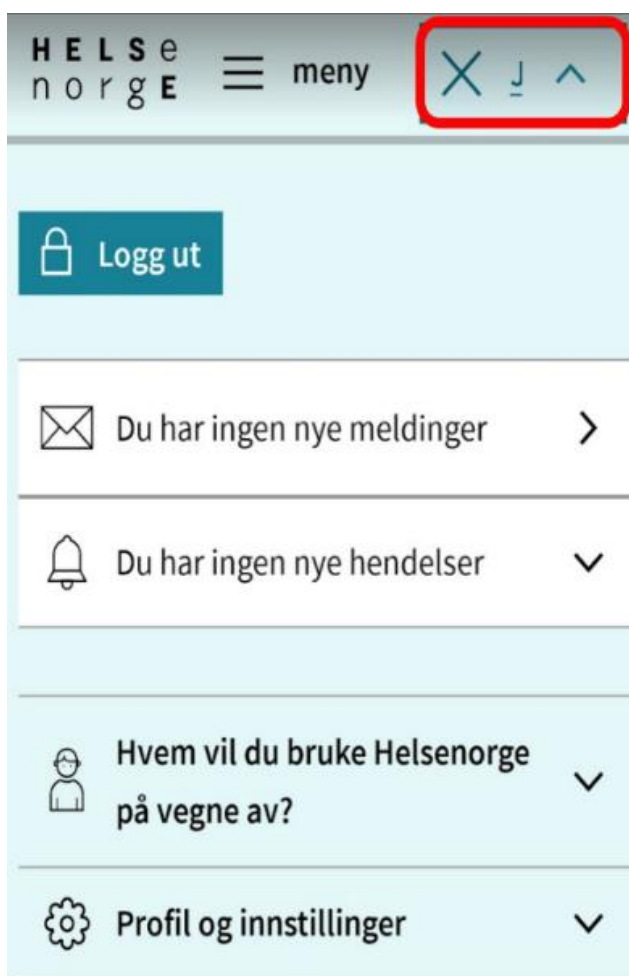 HELSe
norgE
meny
J
Logg ut
Du har ingen nye meldinger
Du har ingen nye hendelser
Hvem vil du bruke Helsenorge
på vegne av?
Profil og innstillinger